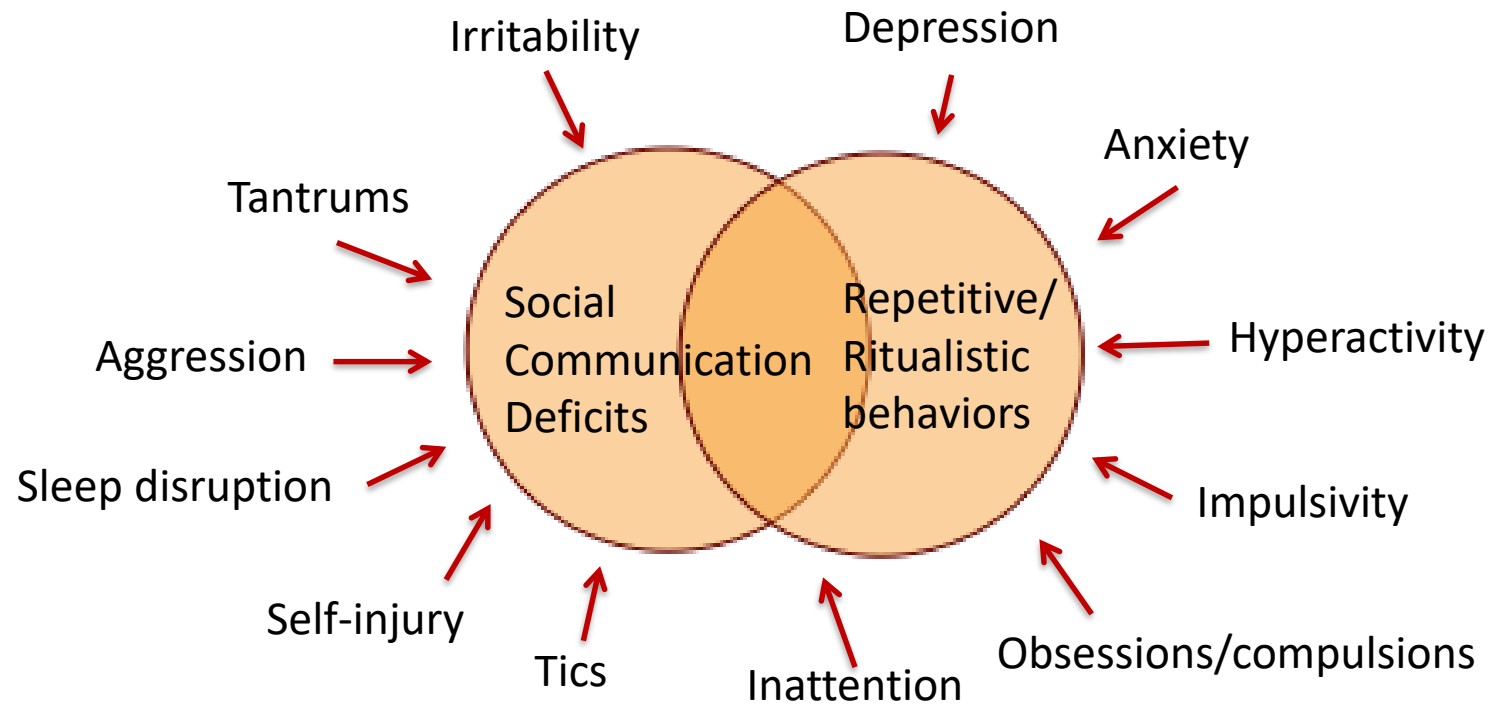 Irritability
Depression
Anxiety
Tantrums
Social
Communication
Deficits
Repetitive/
Ritualistic
behaviors
Aggression
Hyperactivity
Sleep disruption
Impulsivity
Self-injury
Tics
Inattention
Obsessions/compulsions